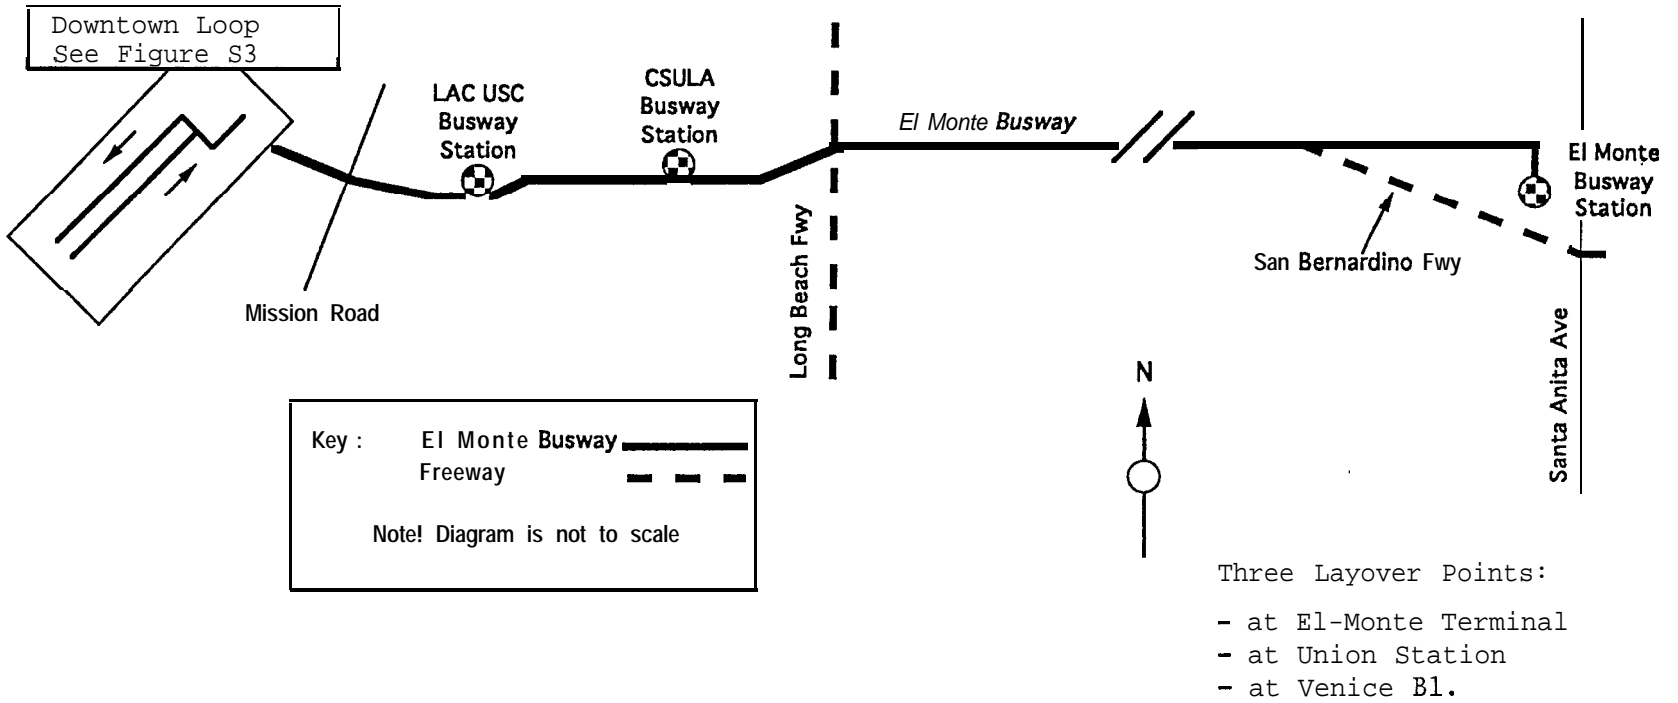 Downtown Loop
See Figure S3
LAC USC
Busway
Station
CSULA
Busway
Station
El Monte Busway
El Monte
Busway
Station
San Bernardino Fwy
Mission Road
Long Beach Fwy
Santa Anita Ave
N
Key : El Monte Busway
Freeway
Note! Diagram is not to scale
Three Layover Points:
- at El-Monte Terminal
- at Union Station
- at Venice Bl.